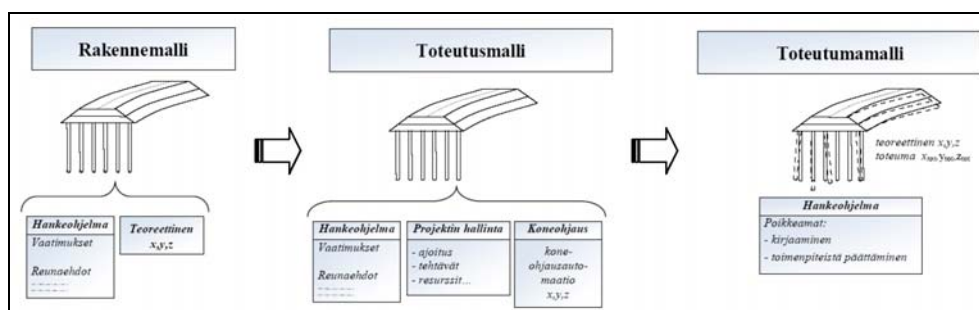 Rakennemalli
Hankeohjelma
Vaatimukset
Reunaehdot
Teoreettinen
x,y,z
Toteutusmalli
Hankeohjelma
Vaatimukset
Reunaehdot
Projektin hallinta
- ajoitus
- tehtävät
- resurssit...
Koneohjaus
kone-
ohjausauto-
maatio
x,y,z
Toteutumamalli
teoreettinen x,y,z
toteuma
Hankeohjelma
Poikkeamat:
- kirjaaminen
- toimenpiteistä päättäminen